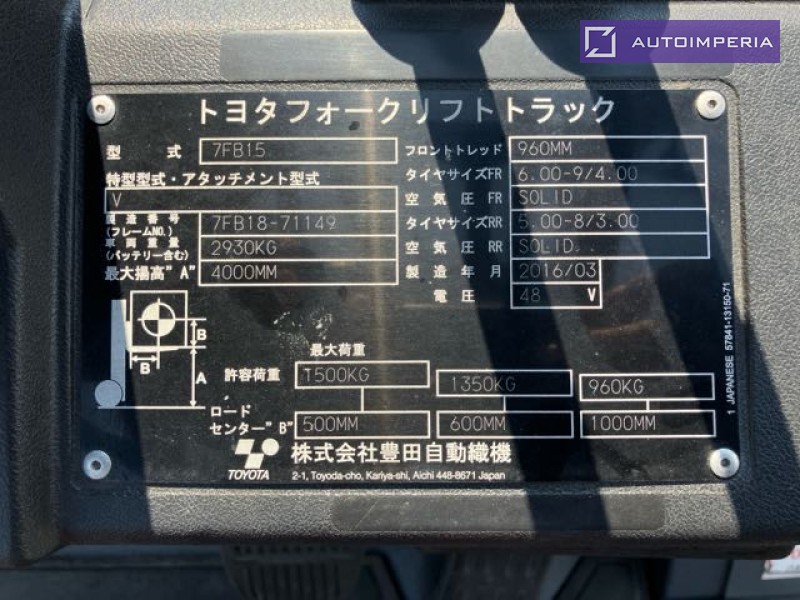 AUTOIMPERIA
トヨタフォークリフトトラック
型 式 7FB15 フロントトレッド 960MM
特型型式・アタッチメント型式 タイヤサイズFR 6.00-9/4.00
V 空 気 圧 FR SOLID
製造番号 (フレームNO.) 7FB18-71149 タイヤサイズRR 5.00-8/3.00
車両重量 (バッテリー含む) 2930KG 空 気 圧 RR SOLID
最大揚高"A" 4000MM 製 造 年 月 2016/03
電 圧 48 V
B
B
A
最大荷重
許容荷重 1500KG 1350KG 960KG
ロード
センター"B" 500MM 600MM 1000MM
TOYOTA 株式会社豊田自動織機
2-1, Toyoda-cho, Kariya-shi, Aichi 448-8671 Japan
1 JAPANESE 57841-13150-71